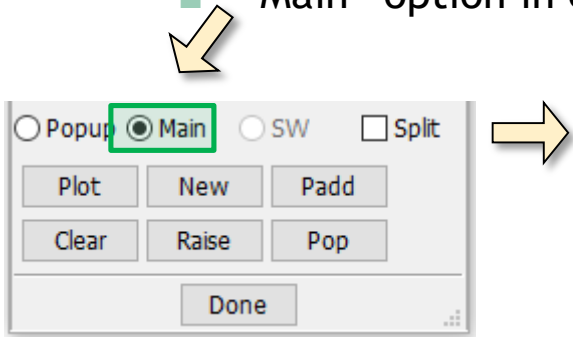 Main" option in
Popup Main SW Split
Plot New Padd
Clear Raise Pop
Done